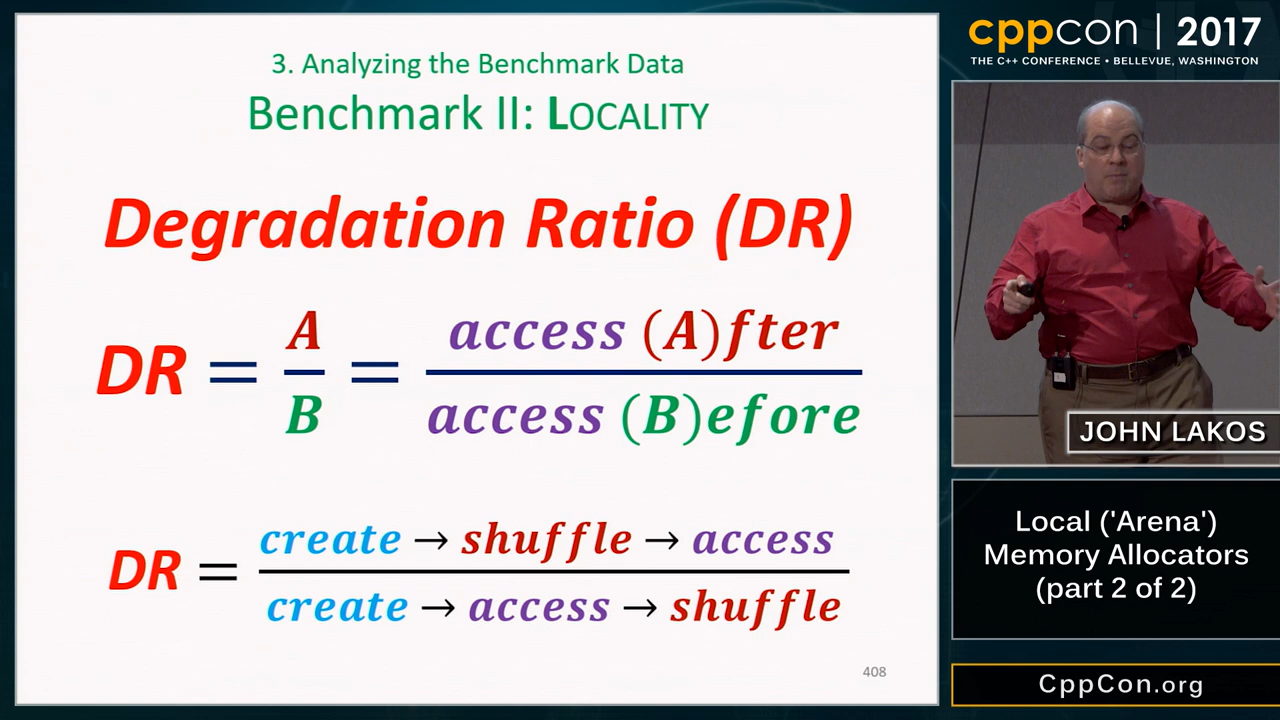 3. Analyzing the Benchmark Data
Benchmark II: LOCALITY
Degradation Ratio (DR)
DR = A / B = access (A)fter / access (B)efore
DR = create → shuffle → access / create → access → shuffle
408
cppcon | 2017
THE C++ CONFERENCE • BELLEVUE, WASHINGTON
JOHN LAKOS
Local ('Arena')
Memory Allocators
(part 2 of 2)
CppCon.org